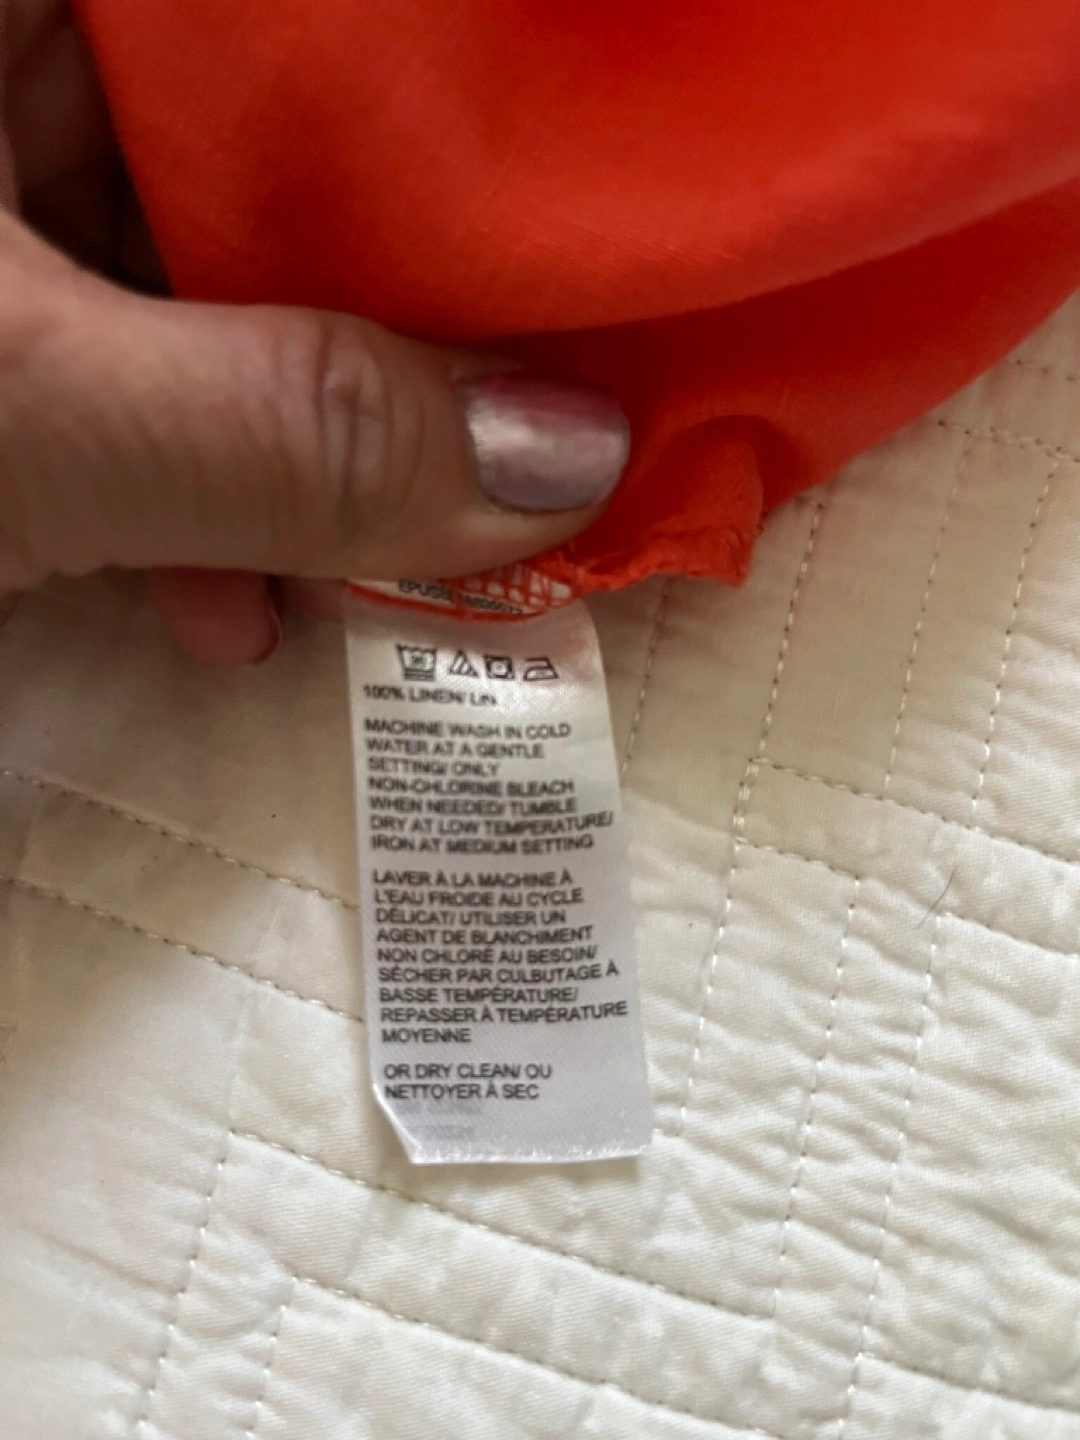 100% LINEN/ LIN
MACHINE WASH IN COLD
WATER AT A GENTLE
SETTING/ ONLY
NON-CHLORINE BLEACH
WHEN NEEDED/ TUMBLE
DRY AT LOW TEMPERATURE/
IRON AT MEDIUM SETTING
LAVER À LA MACHINE À
L'EAU FROIDE AU CYCLE
DÉLICAT/ UTILISER UN
AGENT DE BLANCHIMENT
NON CHLORÉ AU BESOIN/
SÉCHER PAR CULBUTAGE À
BASSE TEMPÉRATURE/
REPASSER À TEMPÉRATURE
MOYENNE
OR DRY CLEAN/ OU
NETTOYER À SEC